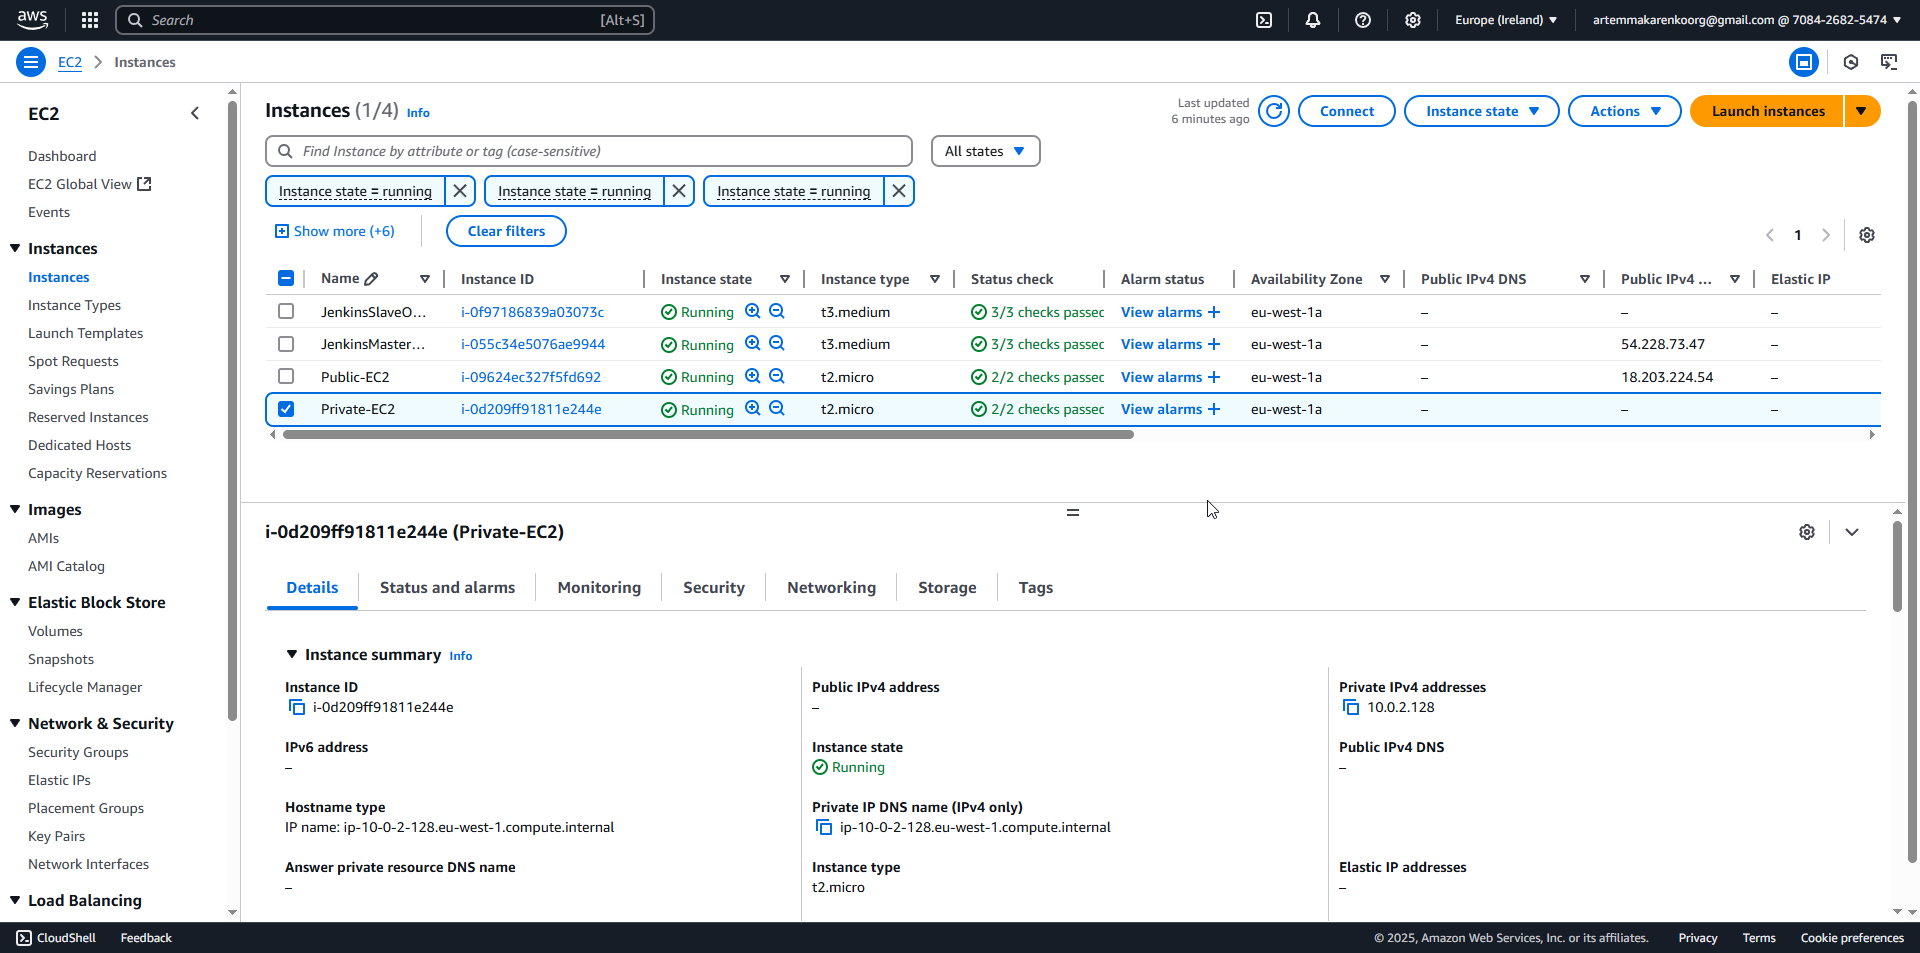 aws
Search [Alt+S]
Europe (Ireland)
artemmakarenkoorg@gmail.com @ 7084-2682-5474
EC2
Instances
EC2
Dashboard
EC2 Global View
Events
Instances
Instances
Instance Types
Launch Templates
Spot Requests
Savings Plans
Reserved Instances
Dedicated Hosts
Capacity Reservations
Images
AMIs
AMI Catalog
Elastic Block Store
Volumes
Snapshots
Lifecycle Manager
Network & Security
Security Groups
Elastic IPs
Placement Groups
Key Pairs
Network Interfaces
Load Balancing
Instances (1/4) Info
Last updated
6 minutes ago
Connect
Instance state
Actions
Launch instances
Find Instance by attribute or tag (case-sensitive)
All states
Instance state = running
Instance state = running
Instance state = running
Show more (+6)
Clear filters
1
Name Instance ID Instance state Instance type Status check Alarm status Availability Zone Public IPv4 DNS Public IPv4 ... Elastic IP
JenkinsSlaveO... i-0f97186839a03073c Running t3.medium 3/3 checks passec View alarms + eu-west-1a – – –
JenkinsMaster... i-055c34e5076ae9944 Running t3.medium 3/3 checks passec View alarms + eu-west-1a – 54.228.73.47 –
Public-EC2 i-09624ec327f5fd692 Running t2.micro 2/2 checks passec View alarms + eu-west-1a – 18.203.224.54 –
Private-EC2 i-0d209ff91811e244e Running t2.micro 2/2 checks passec View alarms + eu-west-1a – – –
i-0d209ff91811e244e (Private-EC2)
Details
Status and alarms
Monitoring
Security
Networking
Storage
Tags
Instance summary Info
Instance ID
i-0d209ff91811e244e
Public IPv4 address
–
Private IPv4 addresses
10.0.2.128
IPv6 address
–
Instance state
Running
Public IPv4 DNS
–
Hostname type
IP name: ip-10-0-2-128.eu-west-1.compute.internal
Private IP DNS name (IPv4 only)
ip-10-0-2-128.eu-west-1.compute.internal
Answer private resource DNS name
–
Instance type
t2.micro
Elastic IP addresses
–
CloudShell
Feedback
© 2025, Amazon Web Services, Inc. or its affiliates.
Privacy
Terms
Cookie preferences